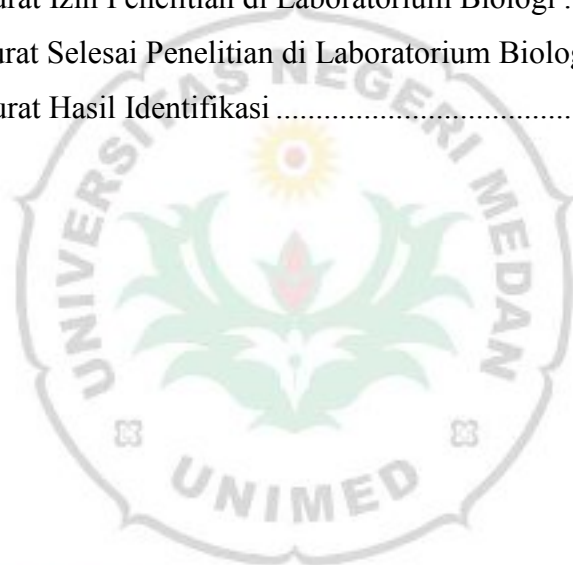 urat Izin Penelitian di Laboratorium Biologi .
urat Selesai Penelitian di Laboratorium Biolog
urat Hasil Identifikasi ...................................
UNIVERSITAS NEGERI MEDAN
UNIMED